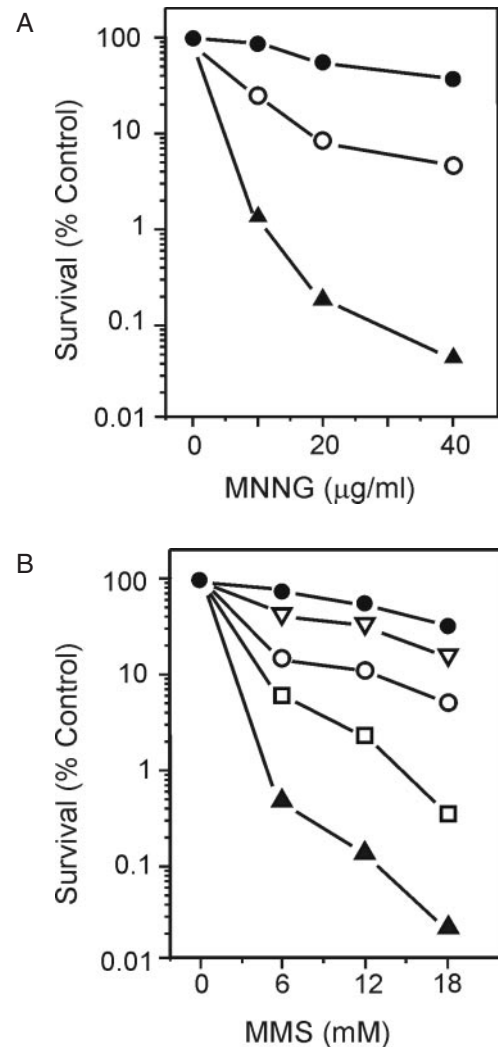 A
Survival (% Control)
100
10
1
0.1
0.01
0 20 40
MNNG (μg/ml)
B
Survival (% Control)
100
10
1
0.1
0.01
0 6 12 18
MMS (mM)